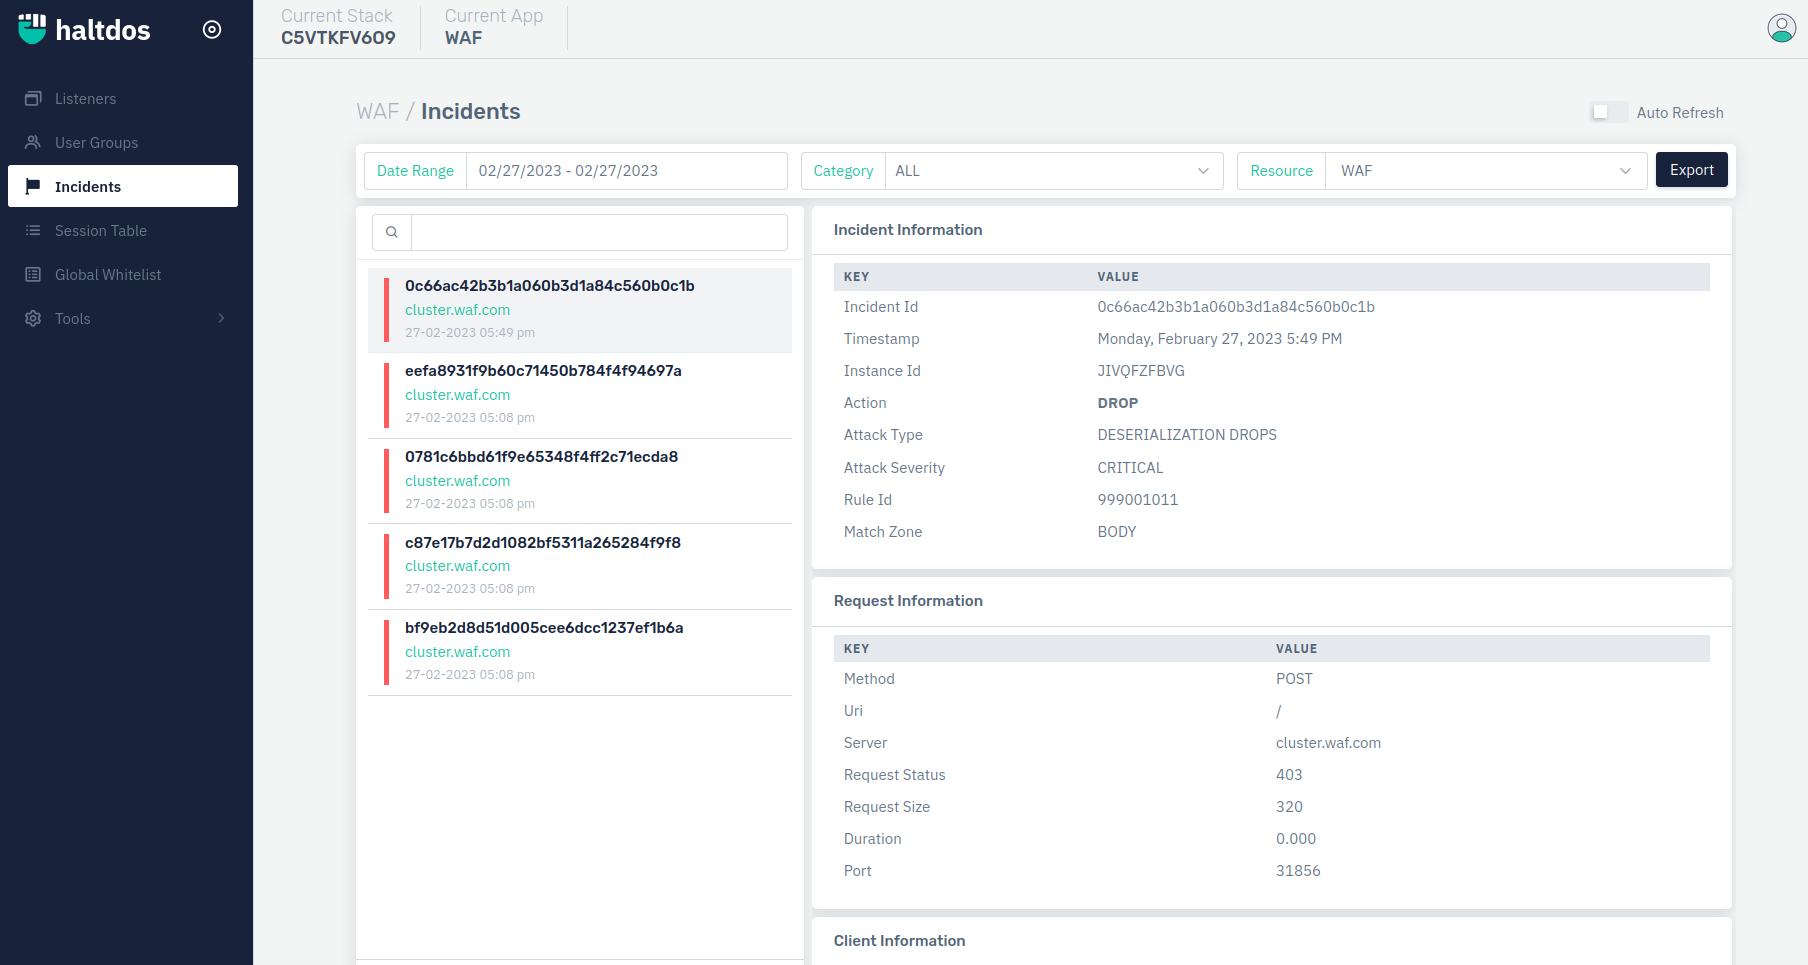 haltdos
Current Stack
C5VTKFV6O9
Current App
WAF
Listeners
User Groups
Incidents
Session Table
Global Whitelist
Tools
WAF / Incidents
Auto Refresh
Date Range 02/27/2023 - 02/27/2023
Category ALL
Resource WAF
Export
0c66ac42b3b1a060b3d1a84c560b0c1b
cluster.waf.com
27-02-2023 05:49 pm
eefa8931f9b60c71450b784f4f94697a
cluster.waf.com
27-02-2023 05:08 pm
0781c6bbd61f9e65348f4ff2c71ecda8
cluster.waf.com
27-02-2023 05:08 pm
c87e17b7d2d1082bf5311a265284f9f8
cluster.waf.com
27-02-2023 05:08 pm
bf9eb2d8d51d005cee6dcc1237ef1b6a
cluster.waf.com
27-02-2023 05:08 pm
Incident Information
KEY VALUE
Incident Id 0c66ac42b3b1a060b3d1a84c560b0c1b
Timestamp Monday, February 27, 2023 5:49 PM
Instance Id JIVQFZFBVG
Action DROP
Attack Type DESERIALIZATION DROPS
Attack Severity CRITICAL
Rule Id 999001011
Match Zone BODY
Request Information
KEY VALUE
Method POST
Uri /
Server cluster.waf.com
Request Status 403
Request Size 320
Duration 0.000
Port 31856
Client Information